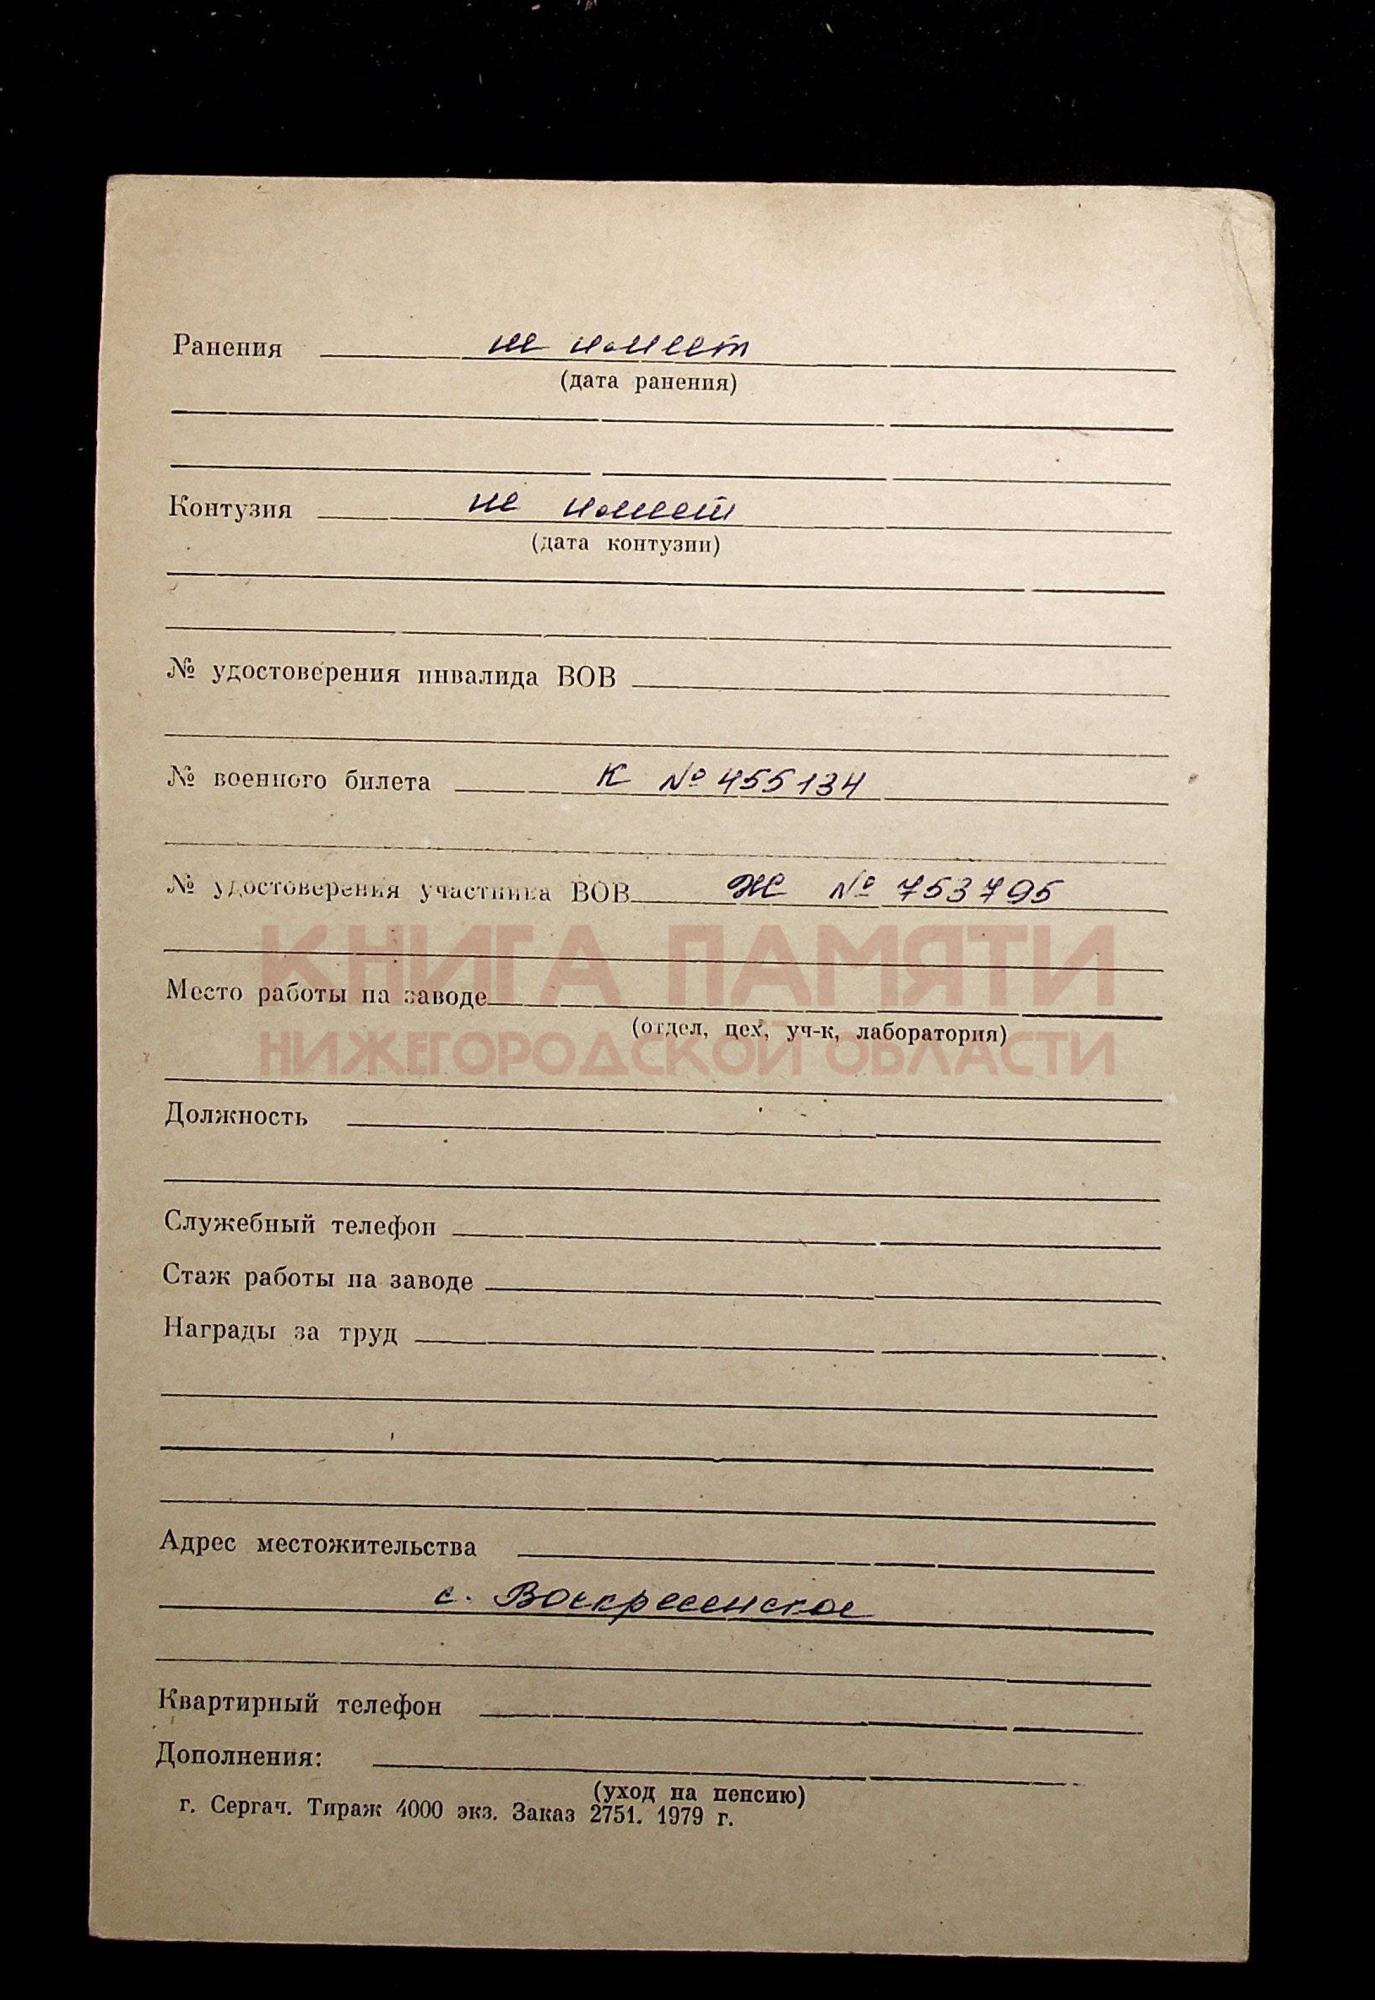 Ранения не имеет
(дата ранения)
Контузия не имеет
(дата контузии)
№ удостоверения инвалида ВОВ
№ военного билета К № 455134
№ удостоверения участника ВОВ Ж № 753795
КНИГА ПАМЯТИ
Место работы на заводе
(отдел, цех, уч-к, лаборатория)
НИЖЕГОРОДСКОЙ ОБЛАСТИ
Должность
Служебный телефон
Стаж работы на заводе
Награды за труд
Адрес местожительства
с. Воскресенское
Квартирный телефон
Дополнения:
(уход на пенсию)
г. Сергач. Тираж 4000 экз. Заказ 2751. 1979 г.